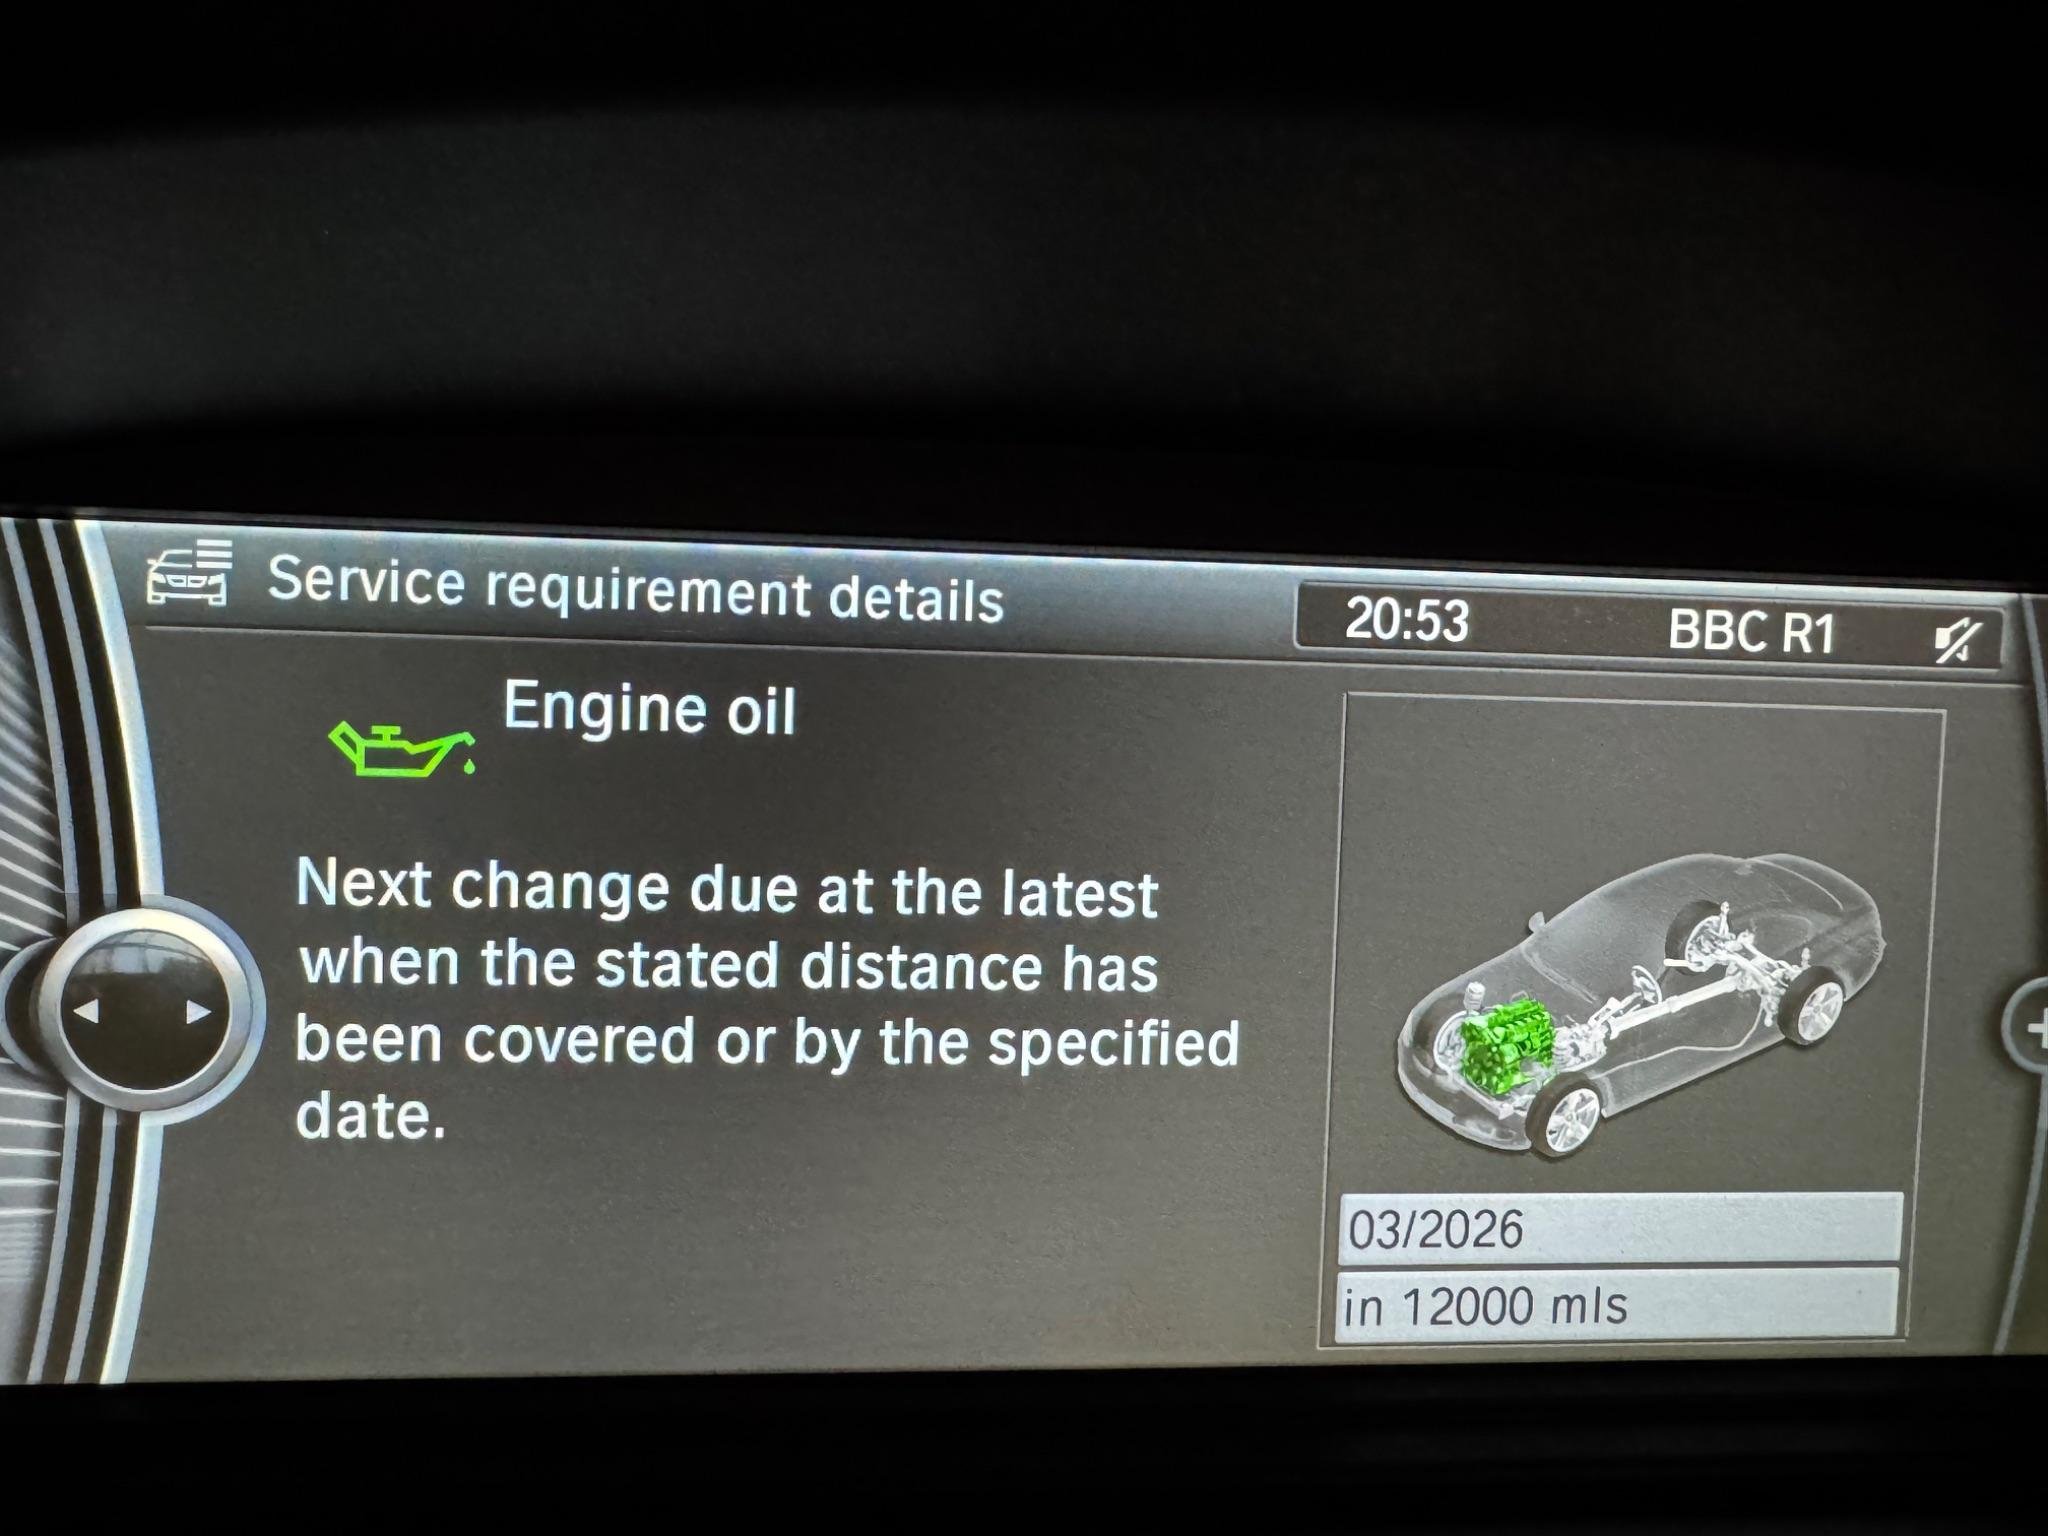 Service requirement details
20:53 BBC R1
Engine oil
Next change due at the latest
when the stated distance has
been covered or by the specified
date.
03/2026
in 12000 mls